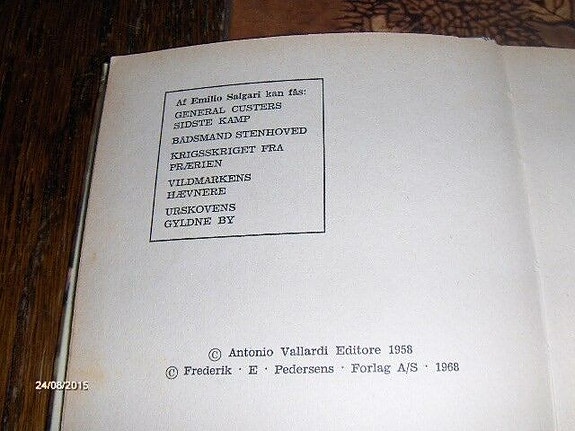 Af Emilio Salgari kan fås:
GENERAL CUSTERS
SIDSTE KAMP
BADSMAND STENHOVED
KRIGSSKRIGET FRA
PRÆRIEN
VILDMARKENS
HÆVNERE
URSKOVENS
GYLDNE BY
© Antonio Vallardi Editore 1958
© Frederik · E · Pedersens · Forlag A/S · 1968
24/08/2015